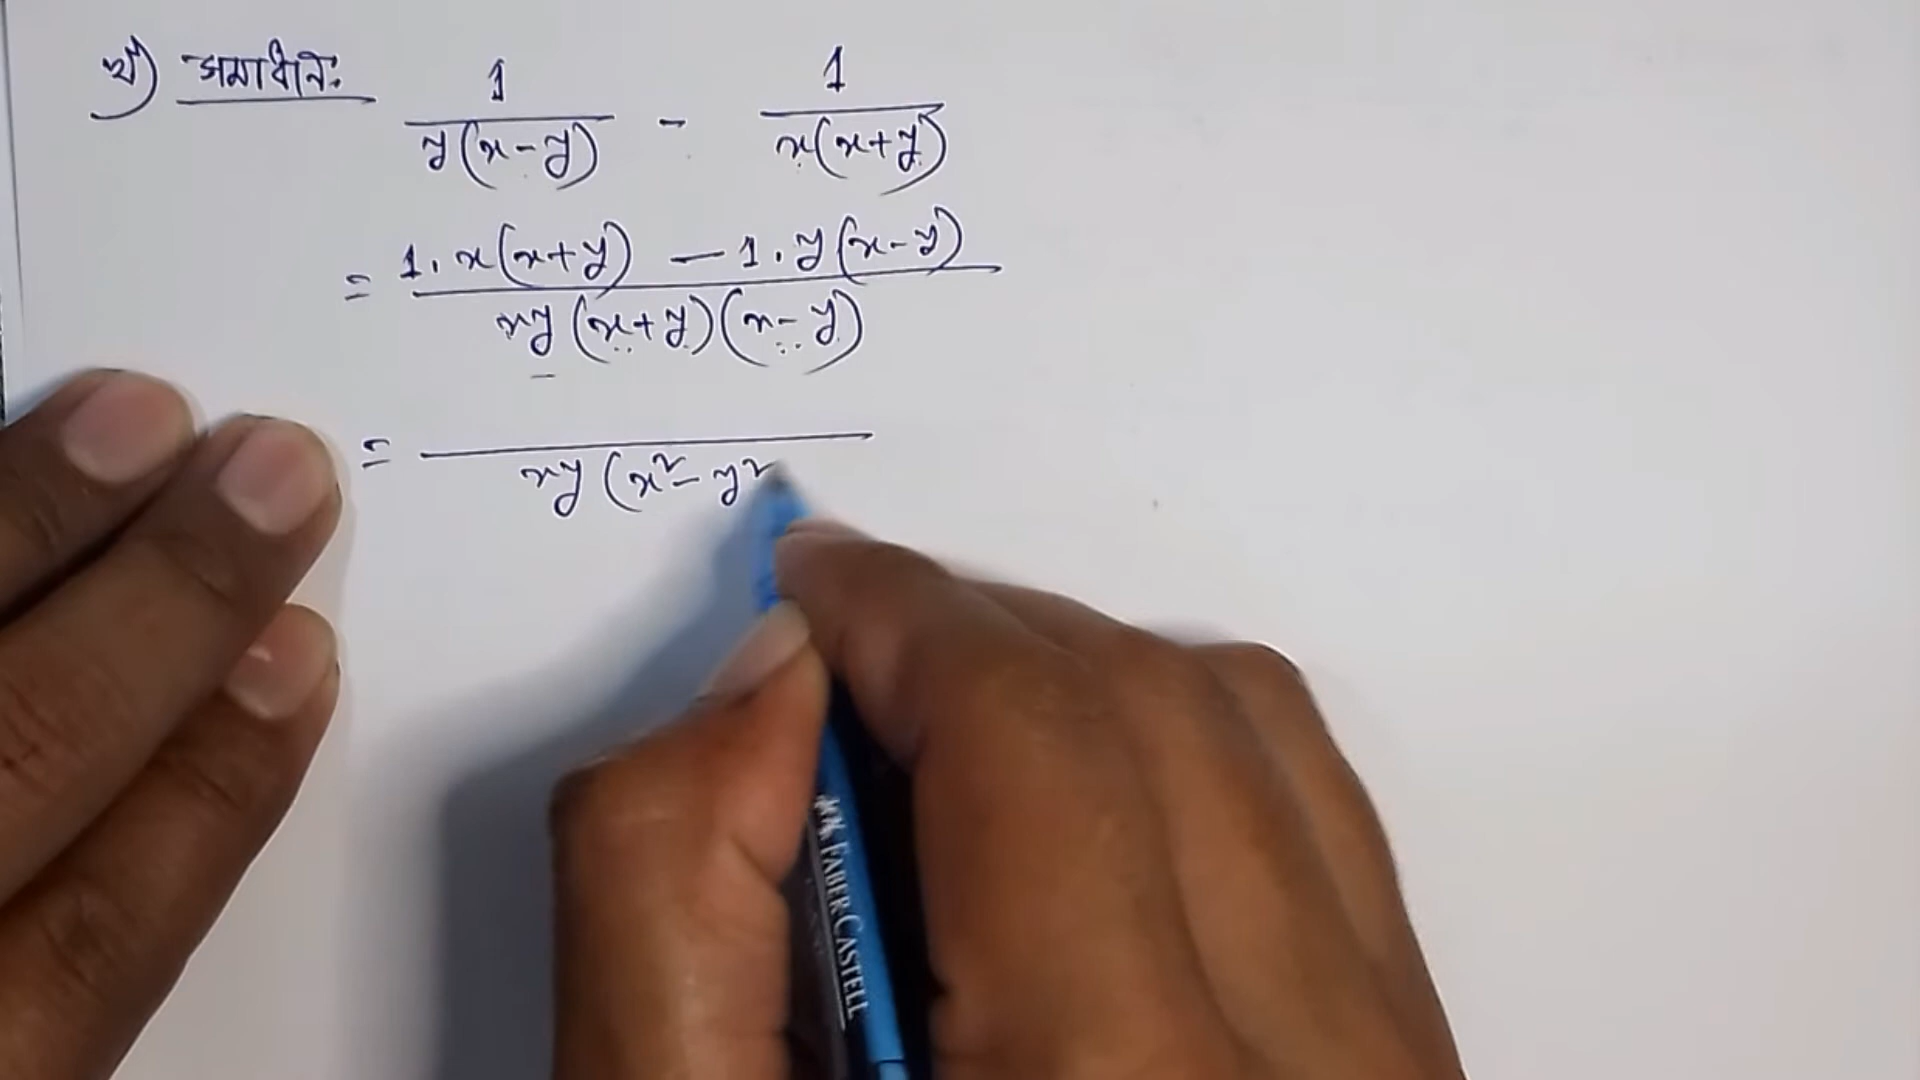 খ) সমাধান: 1/y(x-y) - 1/x(x+y)
= 1.x(x+y) - 1.y(x-y) / xy(x+y)(x-y)
= / xy(x²-y²
FABER CASTELL